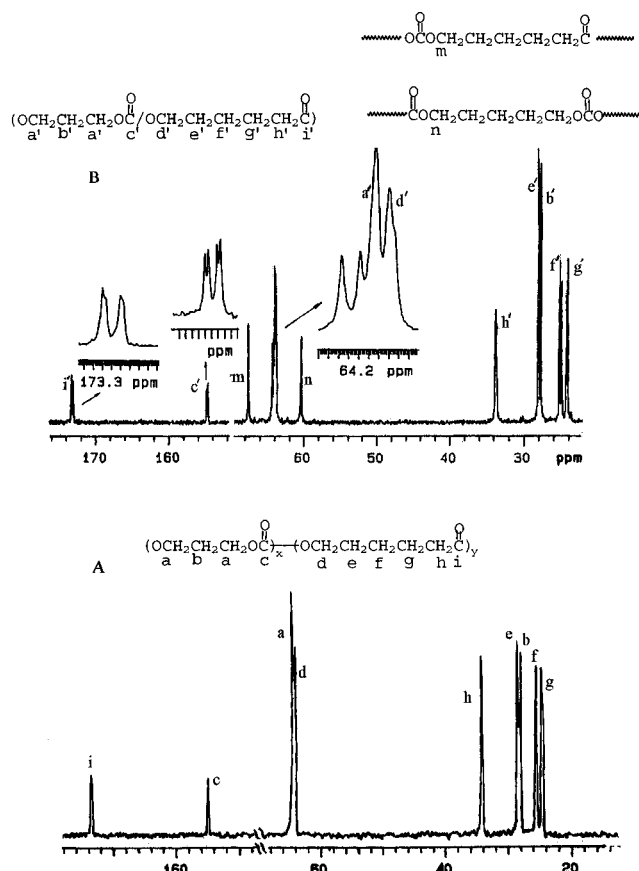 O O
OCOCH₂CH₂CH₂CH₂CH₂C
m
O O
(OCH₂CH₂CH₂OC/OCH₂CH₂CH₂CH₂CH₂C)
a' b' a' c' d' e' f' g' h' i'
O O
COCH₂CH₂CH₂CH₂CH₂OCO
n
B
a' d' e' b'
f' g'
h'
ppm
64.2 ppm
173.3 ppm
i' c' m n
170 160 60 50 40 30 ppm
O O
(OCH₂CH₂CH₂OC)x(OCH₂CH₂CH₂CH₂CH₂C)y
a b a c d e f g h i
A
a
d
e b f
h g
i c
160 60 40 20